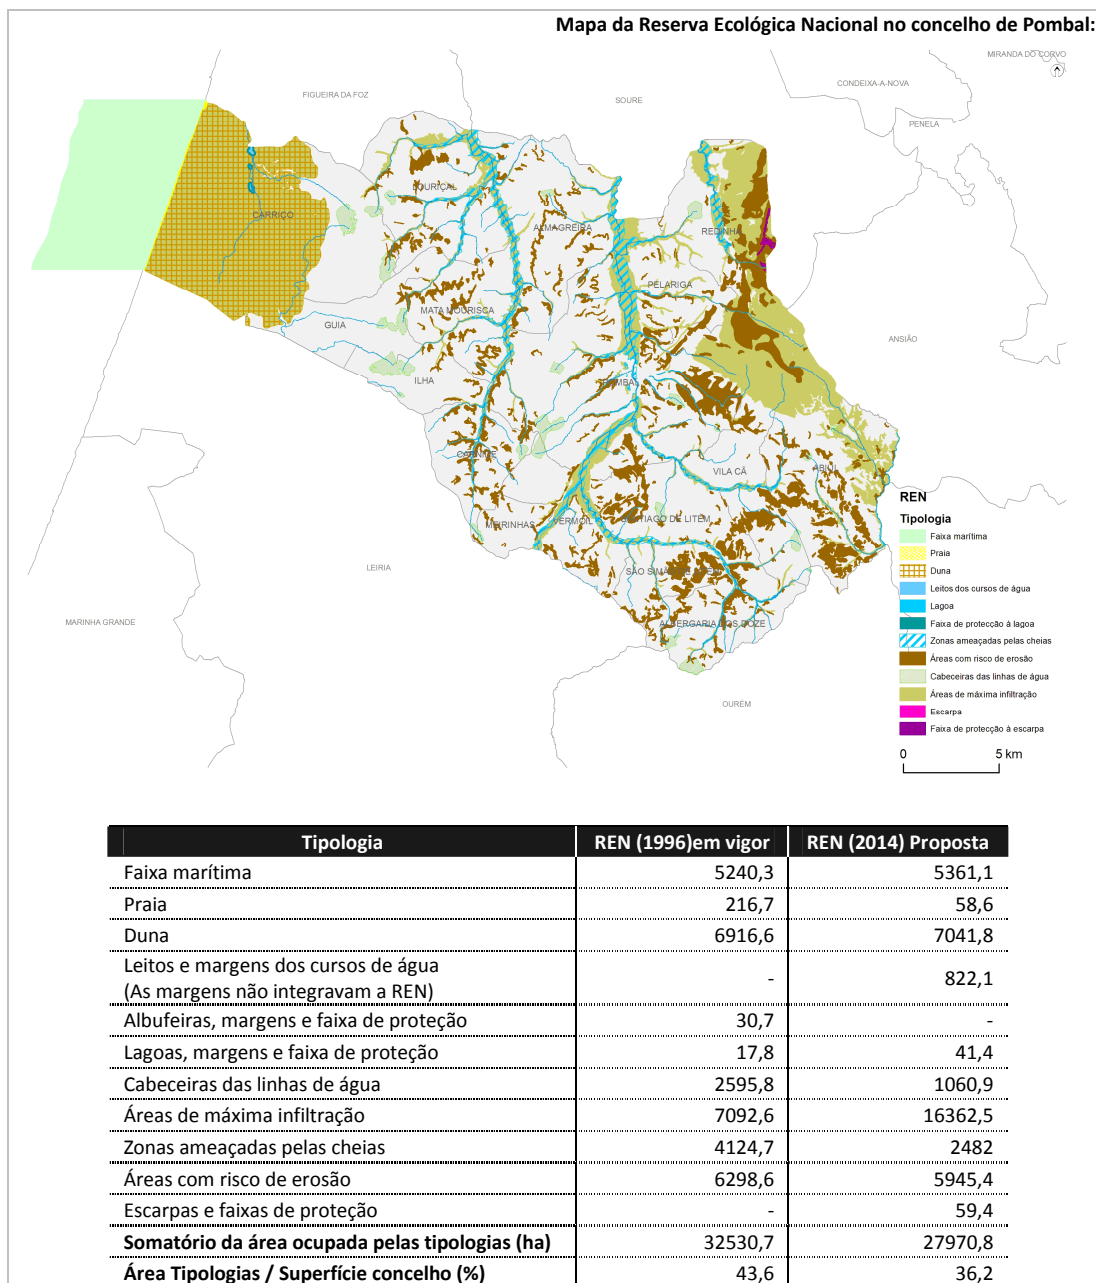 Mapa da Reserva Ecológica Nacional no concelho de Pombal:
MIRANDA DO CORVO
CONDEIXA-A-NOVA
FIGUEIRA DA FOZ
SOURE
PENELA
LOURIÇAL
CARRIÇO
ALMAGREIRA
REDINHA
PELARIGA
MATA MOURISCA
GUIA
ANSIÃO
ILHA
POMBAL
CARNIDE
VILA CÃ
ABIUL
MEIRINHAS
VERMOIL
SANTIAGO DE LITÉM
LEIRIA
SÃO SIMÃO DE LITÉM
MARINHA GRANDE
ALBERGARIA DOS DOZE
OURÉM
REN
Tipologia
Faixa marítima
Praia
Duna
Leitos dos cursos de água
Lagoa
Faixa de protecção à lagoa
Zonas ameaçadas pelas cheias
Áreas com risco de erosão
Cabeceiras das linhas de água
Áreas de máxima infiltração
Escarpa
Faixa de protecção à escarpa
0 5 km
Tipologia REN (1996)em vigor REN (2014) Proposta
Faixa marítima 5240,3 5361,1
Praia 216,7 58,6
Duna 6916,6 7041,8
Leitos e margens dos cursos de água
(As margens não integravam a REN) - 822,1
Albufeiras, margens e faixa de proteção 30,7 -
Lagoas, margens e faixa de proteção 17,8 41,4
Cabeceiras das linhas de água 2595,8 1060,9
Áreas de máxima infiltração 7092,6 16362,5
Zonas ameaçadas pelas cheias 4124,7 2482
Áreas com risco de erosão 6298,6 5945,4
Escarpas e faixas de proteção - 59,4
Somatório da área ocupada pelas tipologias (ha) 32530,7 27970,8
Área Tipologias / Superfície concelho (%) 43,6 36,2